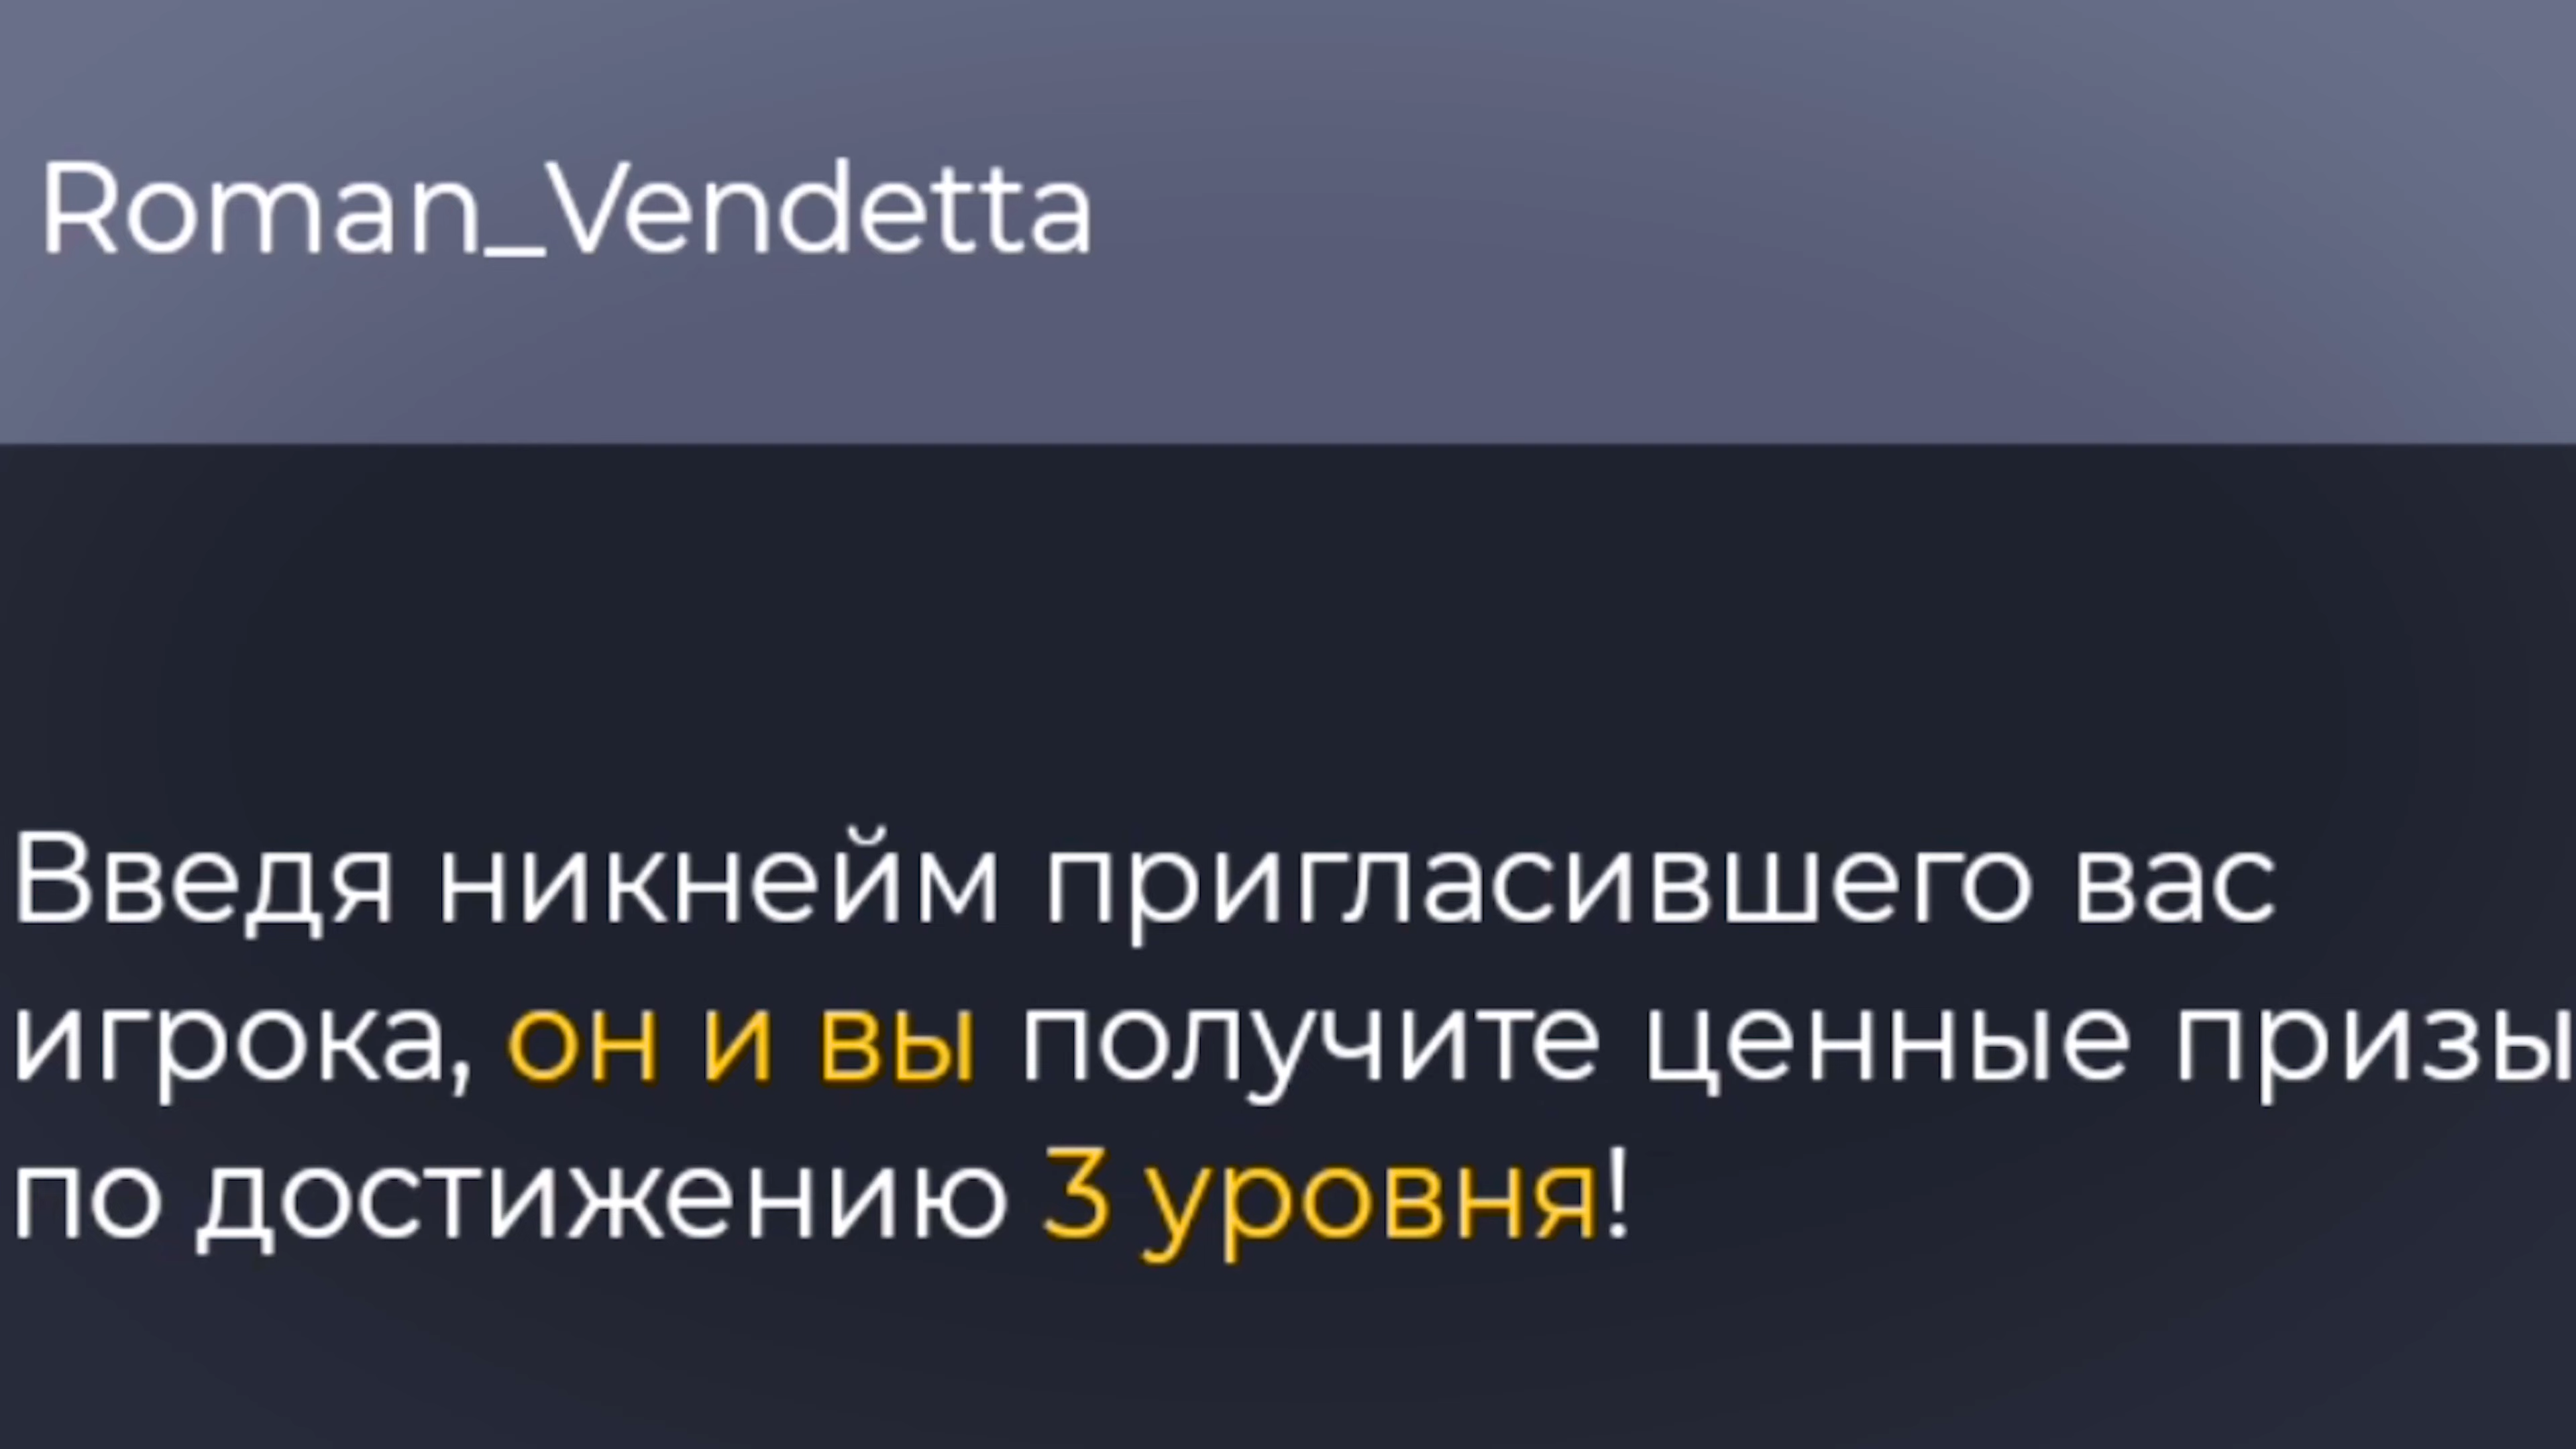 Roman_Vendetta
Введя никнейм пригласившего вас
игрока, он и вы получите ценные призы
по достижению 3 уровня!